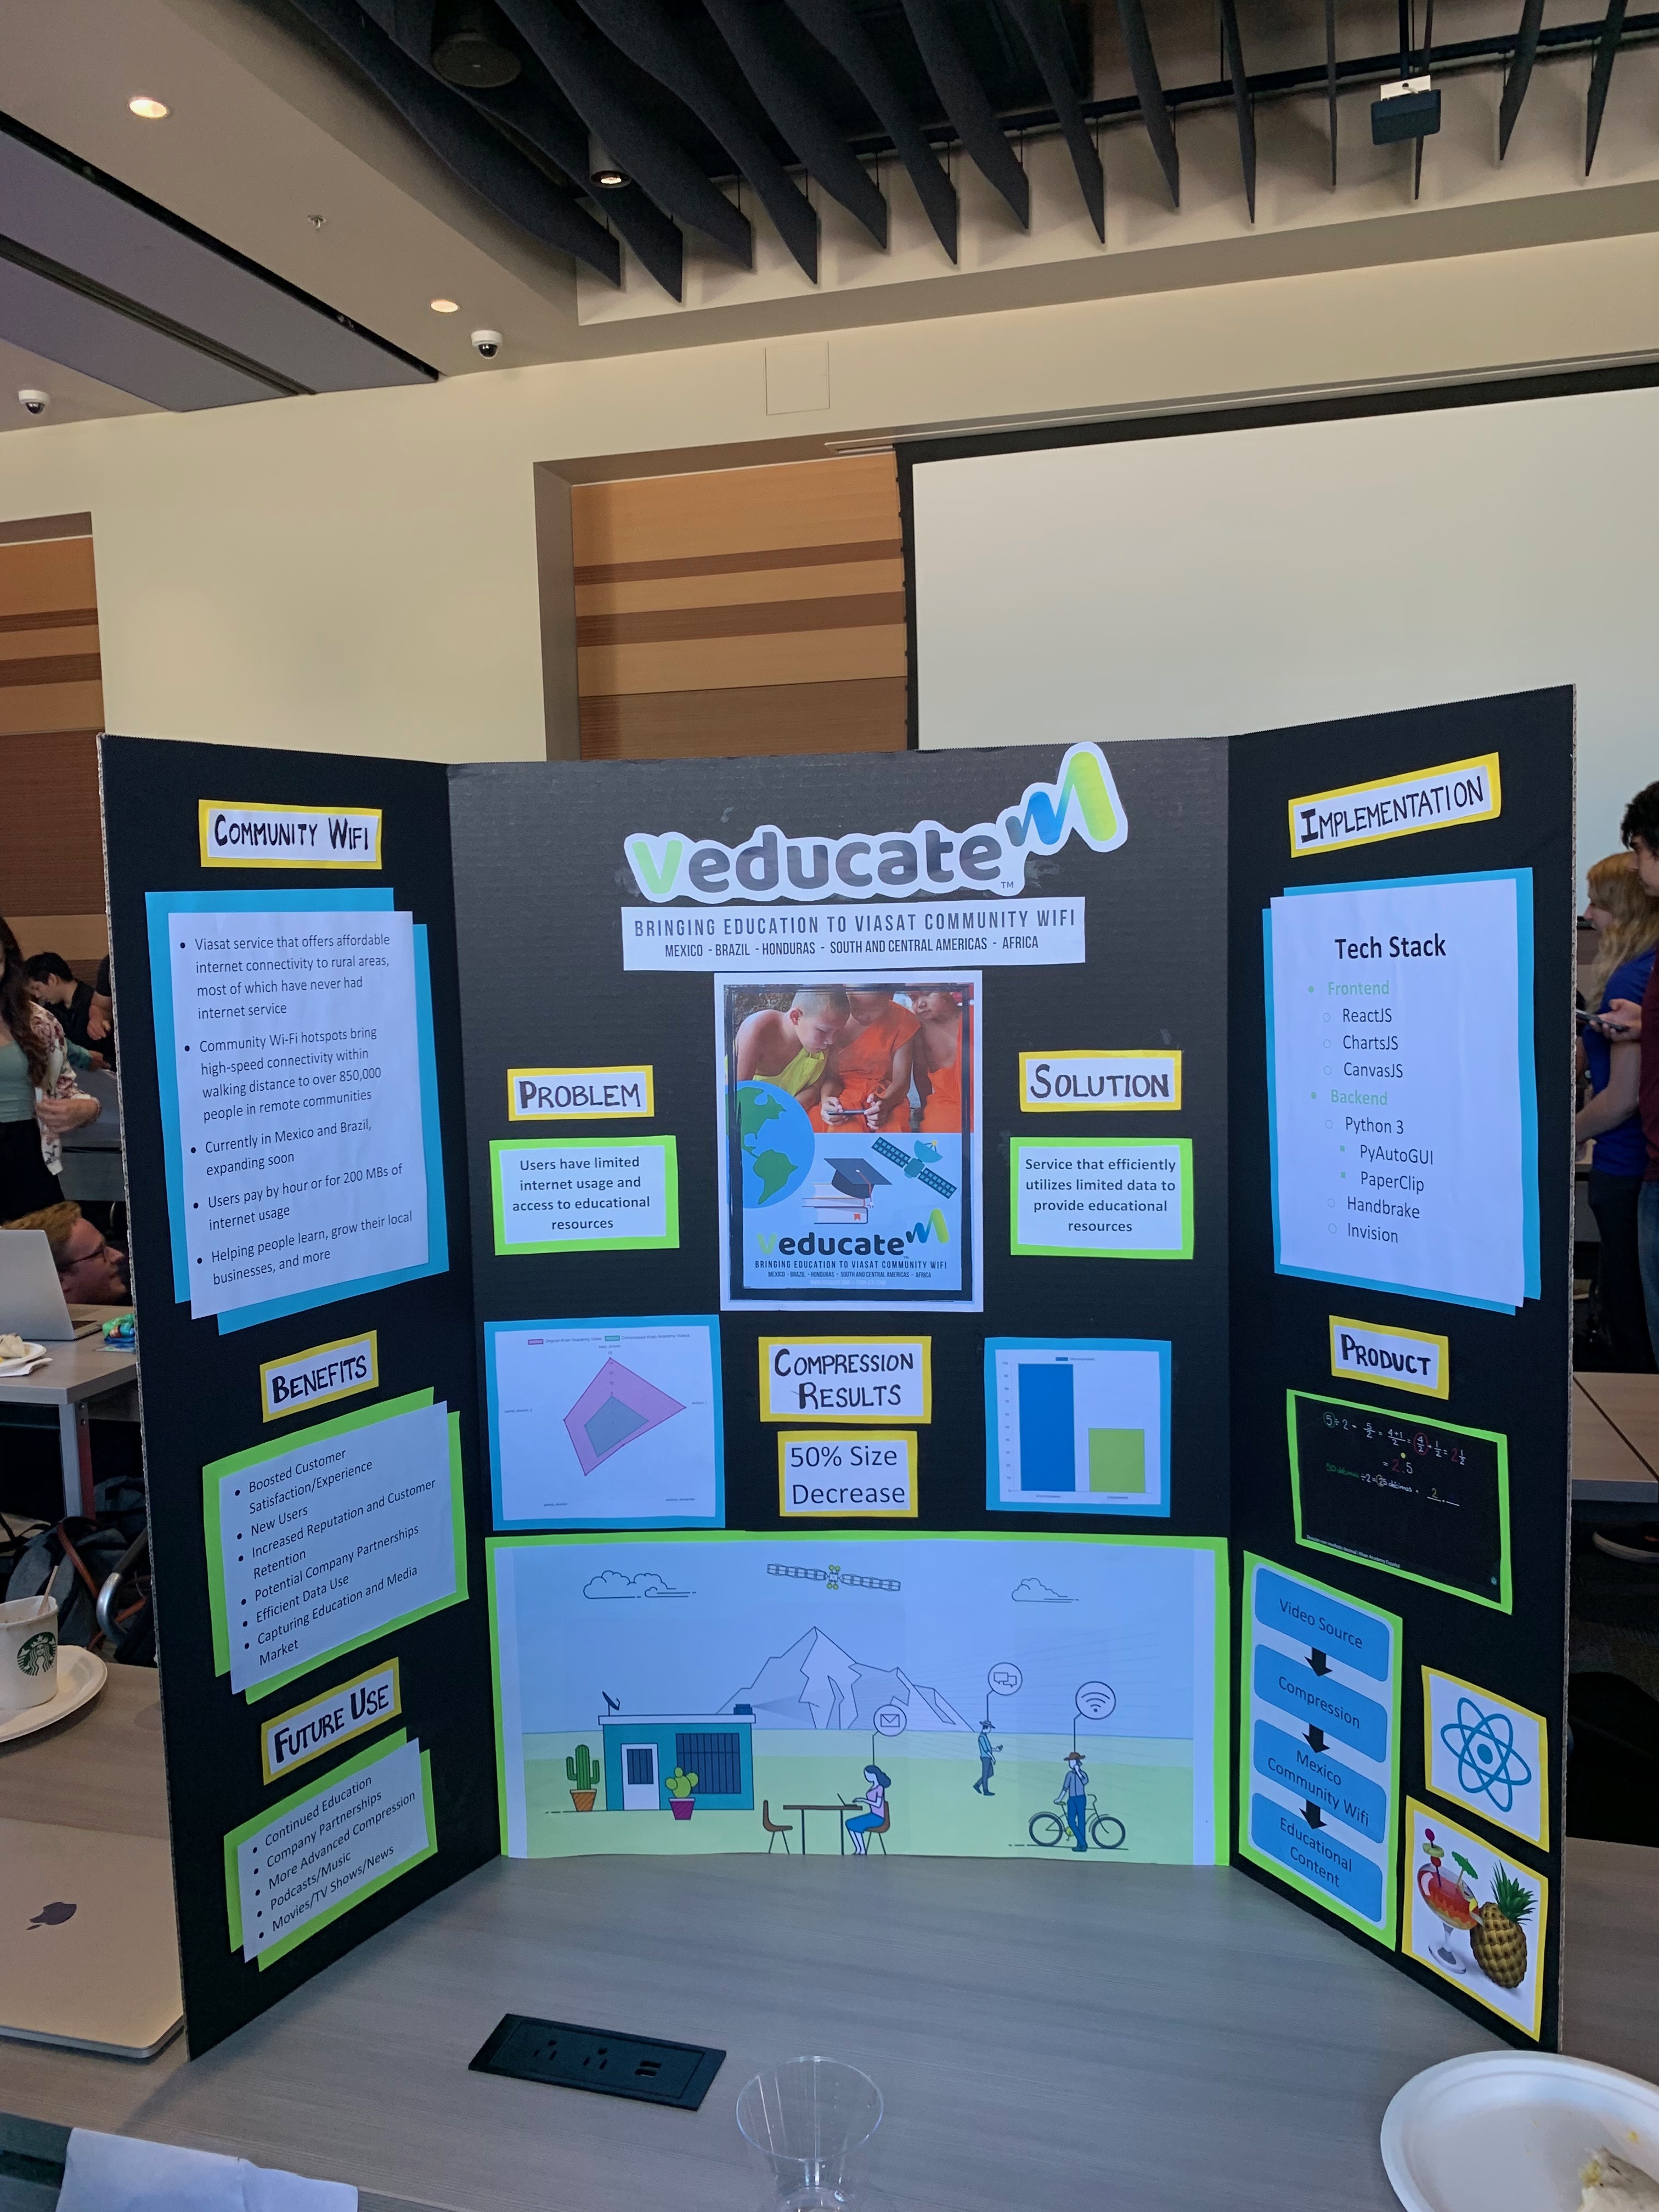 COMMUNITY WIFI
Viasat service that offers affordable
internet connectivity to rural areas,
most of which have never had
internet service
Community Wi-Fi hotspots bring
high-speed connectivity within
walking distance to over 850,000
people in remote communities
Currently in Mexico and Brazil,
expanding soon
Users pay by hour or for 200 MBs of
internet usage
Helping people learn, grow their local
businesses, and more
BENEFITS
Boosted Customer
Satisfaction/Experience
New Users
Increased Reputation and Customer
Retention
Potential Company Partnerships
Efficient Data Use
Capturing Education and Media
Market
FUTURE USE
Continued Education
Company Partnerships
More Advanced Compression
Podcasts/Music
Movies/TV Shows/News
veducate
TM
BRINGING EDUCATION TO VIASAT COMMUNITY WIFI
MEXICO - BRAZIL - HONDURAS - SOUTH AND CENTRAL AMERICAS - AFRICA
PROBLEM
Users have limited
internet usage and
access to educational
resources
veducate
BRINGING EDUCATION TO VIASAT COMMUNITY WIFI
MEXICO - BRAZIL - HONDURAS - SOUTH AND CENTRAL AMERICAS - AFRICA
SOLUTION
Service that efficiently
utilizes limited data to
provide educational
resources
COMPRESSION
RESULTS
50% Size
Decrease
IMPLEMENTATION
Tech Stack
Frontend
ReactJS
ChartsJS
CanvasJS
Backend
Python 3
PyAutoGUI
PaperClip
Handbrake
Invision
PRODUCT
Video Source
Compression
Mexico
Community Wifi
Educational
Content